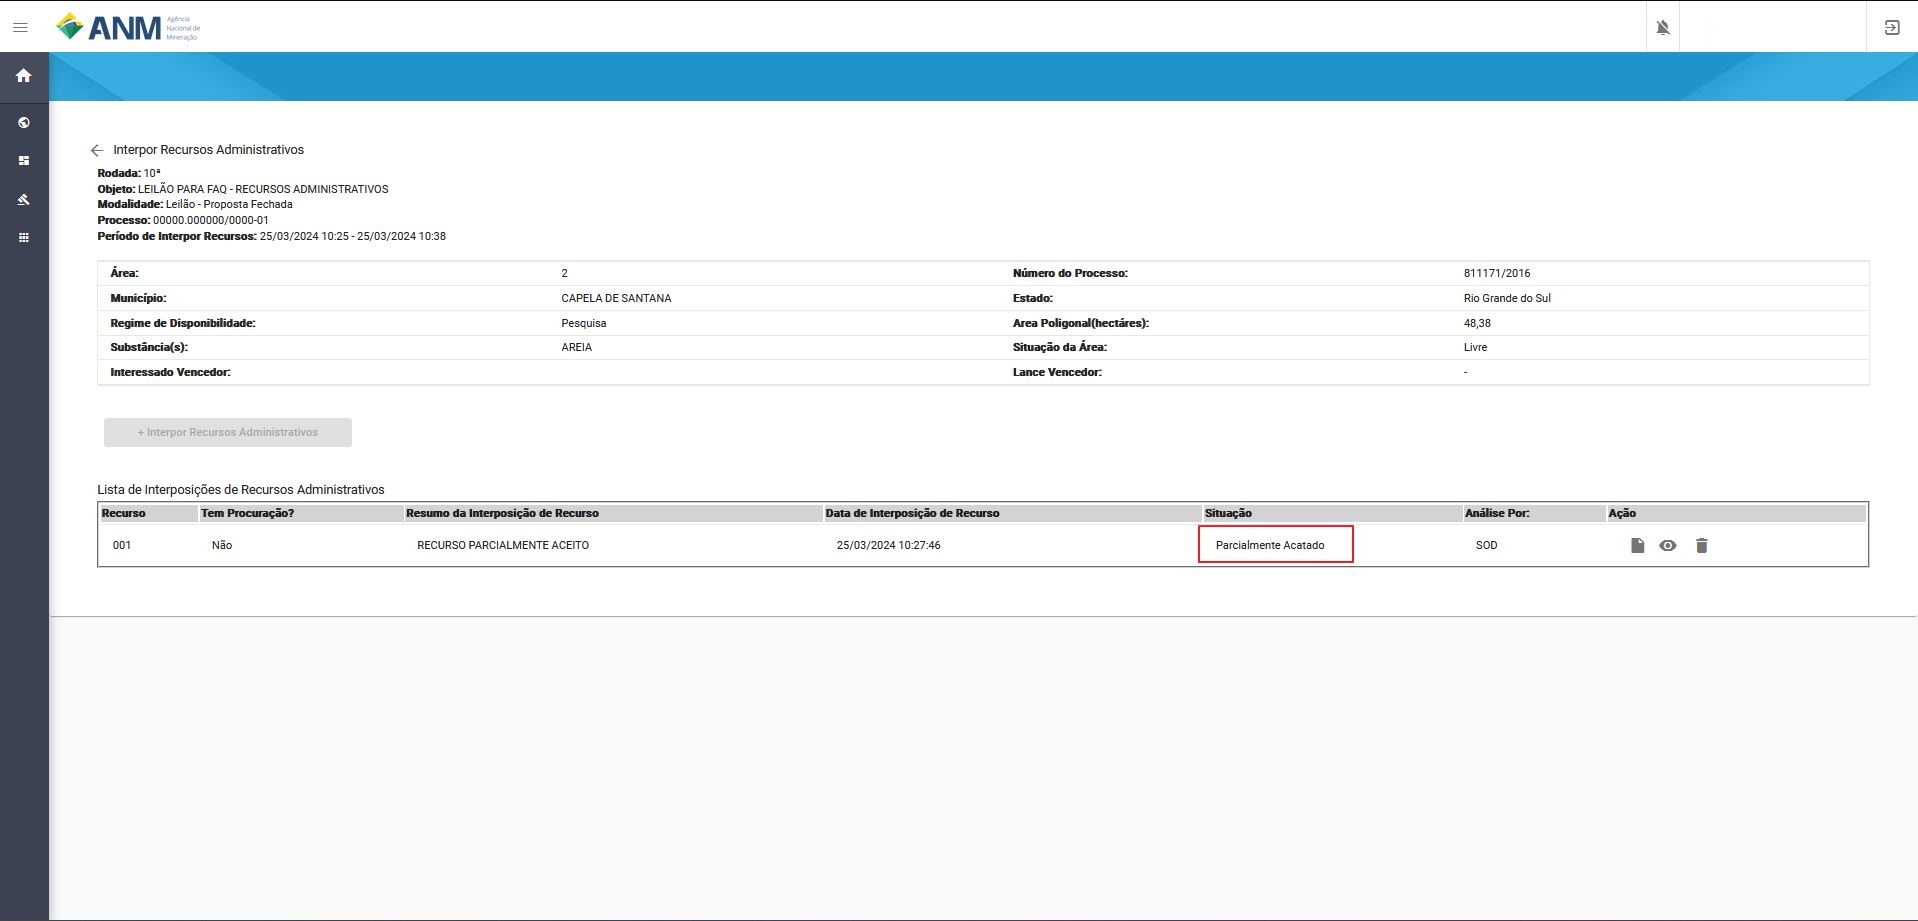 ANM Agência
Nacional de
Mineração
Interpor Recursos Administrativos
Rodada: 10ª
Objeto: LEILÃO PARA FAQ - RECURSOS ADMINISTRATIVOS
Modalidade: Leilão - Proposta Fechada
Processo: 00000.000000/0000-01
Período de Interpor Recursos: 25/03/2024 10:25 - 25/03/2024 10:38
Área: 2 Número do Processo: 811171/2016
Município: CAPELA DE SANTANA Estado: Rio Grande do Sul
Regime de Disponibilidade: Pesquisa Area Poligonal(hectáres): 48,38
Substância(s): AREIA Situação da Área: Livre
Interessado Vencedor: Lance Vencedor: -
+ Interpor Recursos Administrativos
Lista de Interposições de Recursos Administrativos
Recurso Tem Procuração? Resumo da Interposição de Recurso Data de Interposição de Recurso Situação Análise Por: Ação
001 Não RECURSO PARCIALMENTE ACEITO 25/03/2024 10:27:46 Parcialmente Acatado SOD